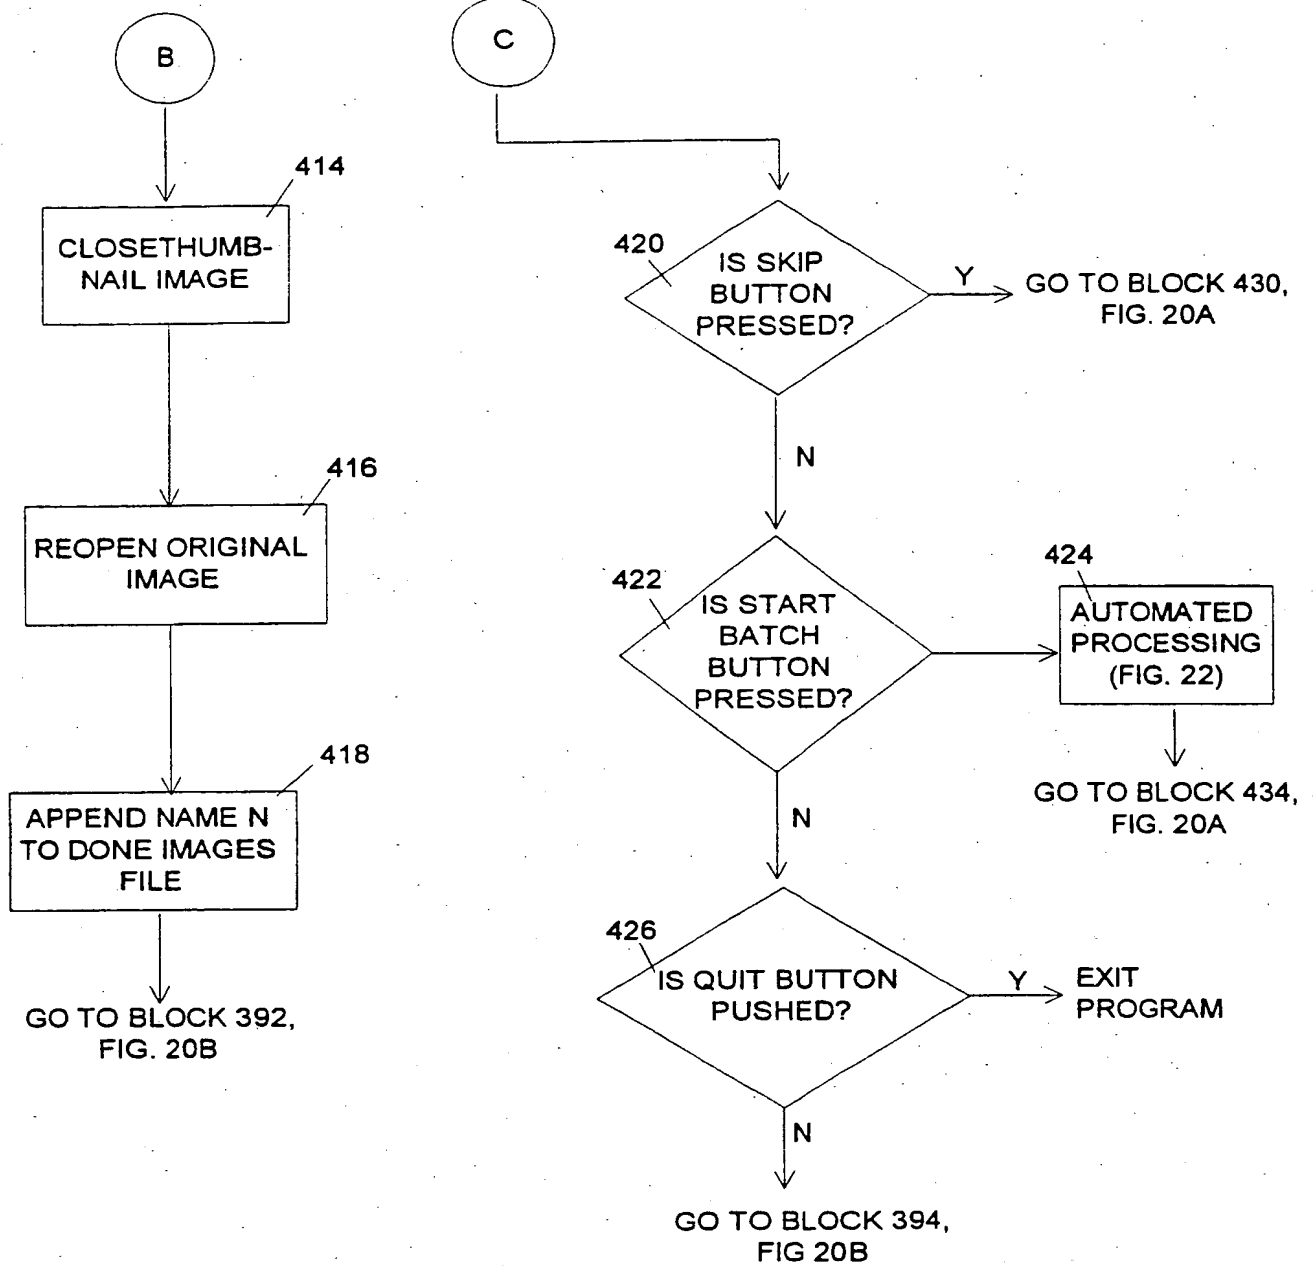 B
414
CLOSETHUMB-
NAIL IMAGE
416
REOPEN ORIGINAL
IMAGE
418
APPEND NAME N
TO DONE IMAGES
FILE
GO TO BLOCK 392,
FIG. 20B
C
420
IS SKIP
BUTTON
PRESSED?
Y
GO TO BLOCK 430,
FIG. 20A
N
422
IS START
BATCH
BUTTON
PRESSED?
424
AUTOMATED
PROCESSING
(FIG. 22)
GO TO BLOCK 434,
FIG. 20A
N
426
IS QUIT BUTTON
PUSHED?
Y
EXIT
PROGRAM
N
GO TO BLOCK 394,
FIG 20B